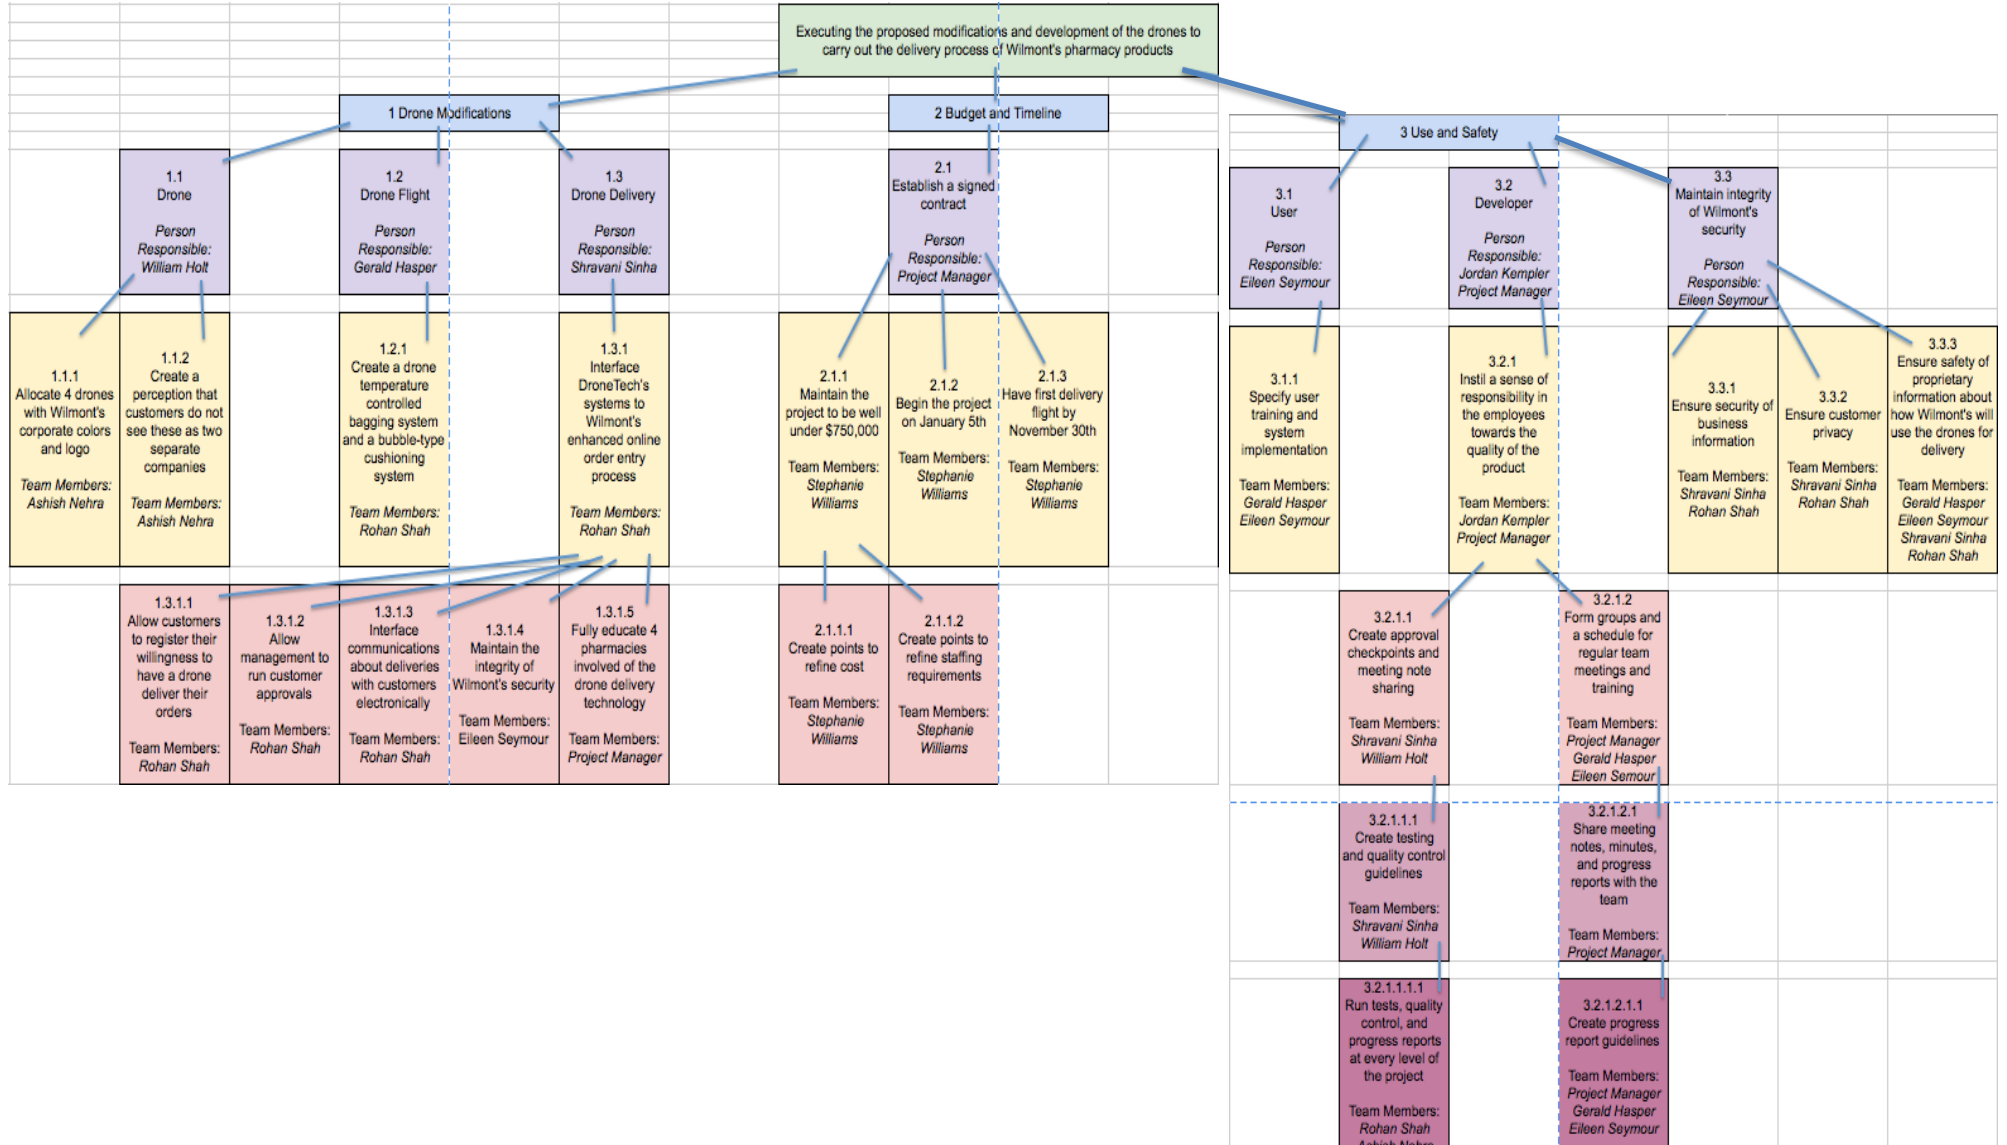 Executing the proposed modifications and development of the drones to
carry out the delivery process of Wilmont's pharmacy products
1 Drone Modifications
2 Budget and Timeline
3 Use and Safety
1.1
Drone
Person
Responsible:
William Holt
1.2
Drone Flight
Person
Responsible:
Gerald Hasper
1.3
Drone Delivery
Person
Responsible:
Shravani Sinha
2.1
Establish a signed
contract
Person
Responsible:
Project Manager
3.1
User
Person
Responsible:
Eileen Seymour
3.2
Developer
Person
Responsible:
Jordan Kempler
Project Manager
3.3
Maintain integrity
of Wilmont's
security
Person
Responsible:
Eileen Seymour
1.1.1
Allocate 4 drones
with Wilmont's
corporate colors
and logo
Team Members:
Ashish Nehra
1.1.2
Create a
perception that
customers do not
see these as two
separate
companies
Team Members:
Ashish Nehra
1.2.1
Create a drone
temperature
controlled
bagging system
and a bubble-type
cushioning
system
Team Members:
Rohan Shah
1.3.1
Interface
DroneTech's
systems to
Wilmont's
enhanced online
order entry
process
Team Members:
Rohan Shah
2.1.1
Maintain the
project to be well
under $750,000
Team Members:
Stephanie
Williams
2.1.2
Begin the project
on January 5th
Team Members:
Stephanie
Williams
2.1.3
Have first delivery
flight by
November 30th
Team Members:
Stephanie
Williams
3.1.1
Specify user
training and
system
implementation
Team Members:
Gerald Hasper
Eileen Seymour
3.2.1
Instil a sense of
responsibility in
the employees
towards the
quality of the
product
Team Members:
Jordan Kempler
Project Manager
3.3.1
Ensure security of
business
information
Team Members:
Shravani Sinha
Rohan Shah
3.3.2
Ensure customer
privacy
Team Members:
Shravani Sinha
Rohan Shah
3.3.3
Ensure safety of
proprietary
information about
how Wilmont's will
use the drones for
delivery
Team Members:
Gerald Hasper
Eileen Seymour
Shravani Sinha
Rohan Shah
1.3.1.1
Allow customers
to register their
willingness to
have a drone
deliver their
orders
Team Members:
Rohan Shah
1.3.1.2
Allow
management to
run customer
approvals
Team Members:
Rohan Shah
1.3.1.3
Interface
communications
about deliveries
with customers
electronically
Team Members:
Rohan Shah
1.3.1.4
Maintain the
integrity of
Wilmont's security
Team Members:
Eileen Seymour
1.3.1.5
Fully educate 4
pharmacies
involved of the
drone delivery
technology
Team Members:
Project Manager
2.1.1.1
Create points to
refine cost
Team Members:
Stephanie
Williams
2.1.1.2
Create points to
refine staffing
requirements
Team Members:
Stephanie
Williams
3.2.1.1
Create approval
checkpoints and
meeting note
sharing
Team Members:
Shravani Sinha
William Holt
3.2.1.2
Form groups and
a schedule for
regular team
meetings and
training
Team Members:
Project Manager
Gerald Hasper
Eileen Semour
3.2.1.1.1
Create testing
and quality control
guidelines
Team Members:
Shravani Sinha
William Holt
3.2.1.2.1
Share meeting
notes, minutes,
and progress
reports with the
team
Team Members:
Project Manager
3.2.1.1.1.1
Run tests, quality
control, and
progress reports
at every level of
the project
Team Members:
Rohan Shah
Ashish Nehra
3.2.1.2.1.1
Create progress
report guidelines
Team Members:
Project Manager
Gerald Hasper
Eileen Seymour